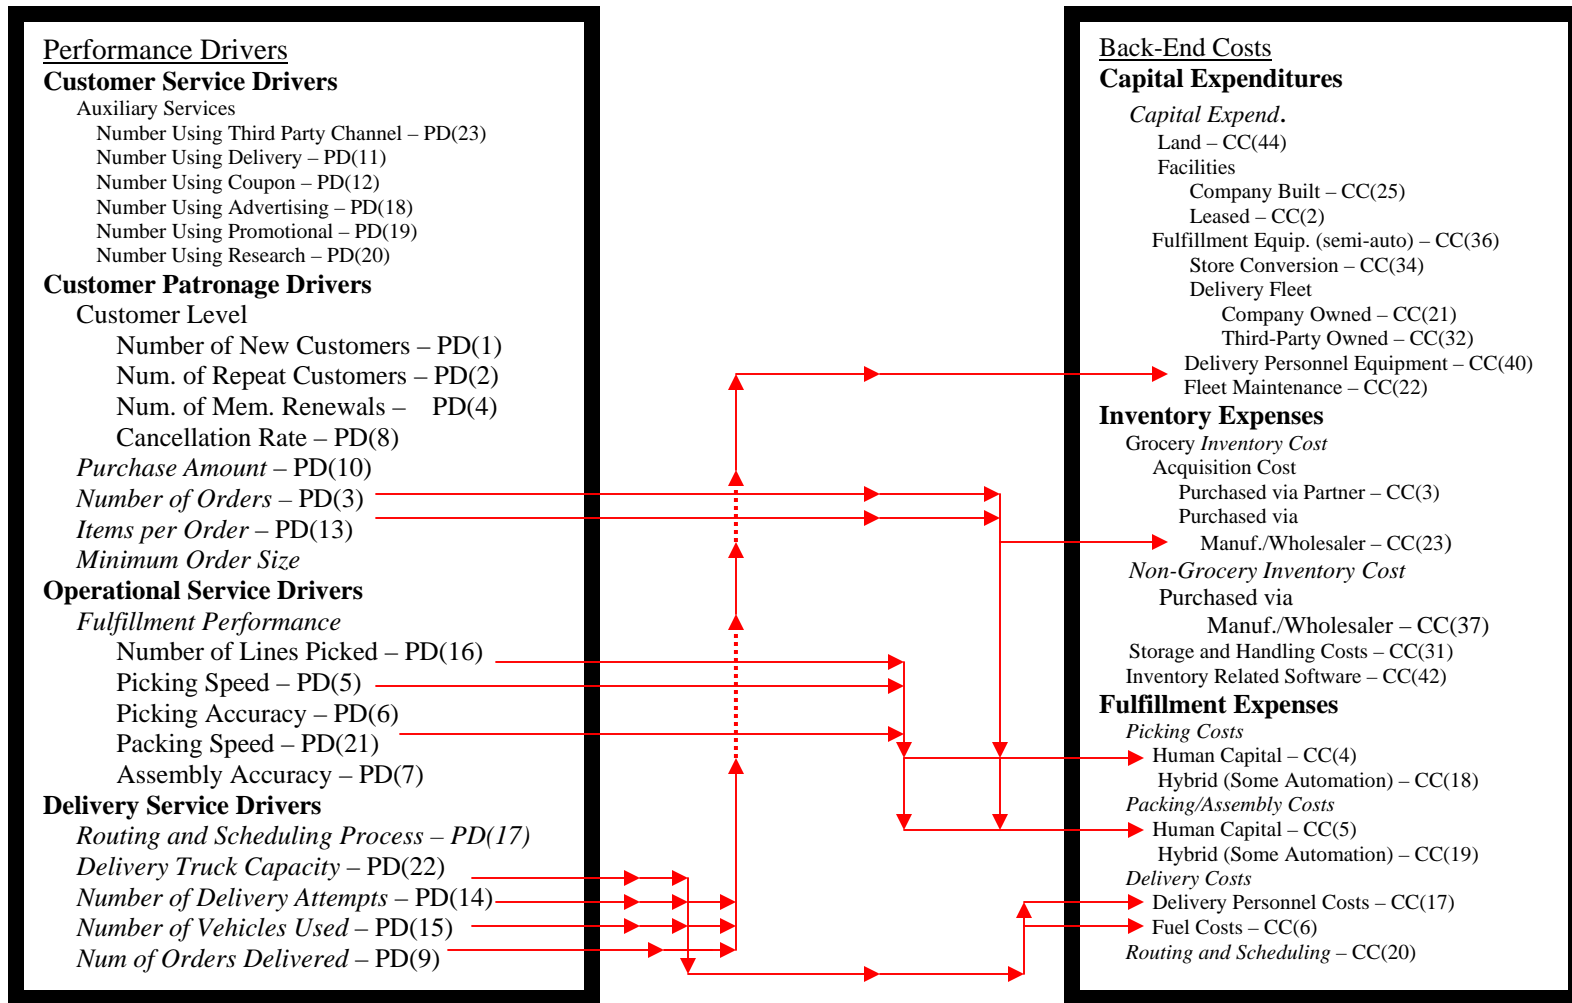 Performance Drivers
Customer Service Drivers
Auxiliary Services
Number Using Third Party Channel – PD(23)
Number Using Delivery – PD(11)
Number Using Coupon – PD(12)
Number Using Advertising – PD(18)
Number Using Promotional – PD(19)
Number Using Research – PD(20)
Customer Patronage Drivers
Customer Level
Number of New Customers – PD(1)
Num. of Repeat Customers – PD(2)
Num. of Mem. Renewals – PD(4)
Cancellation Rate – PD(8)
Purchase Amount – PD(10)
Number of Orders – PD(3)
Items per Order – PD(13)
Minimum Order Size
Operational Service Drivers
Fulfillment Performance
Number of Lines Picked – PD(16)
Picking Speed – PD(5)
Picking Accuracy – PD(6)
Packing Speed – PD(21)
Assembly Accuracy – PD(7)
Delivery Service Drivers
Routing and Scheduling Process – PD(17)
Delivery Truck Capacity – PD(22)
Number of Delivery Attempts – PD(14)
Number of Vehicles Used – PD(15)
Num of Orders Delivered – PD(9)
Back-End Costs
Capital Expenditures
Capital Expend.
Land – CC(44)
Facilities
Company Built – CC(25)
Leased – CC(2)
Fulfillment Equip. (semi-auto) – CC(36)
Store Conversion – CC(34)
Delivery Fleet
Company Owned – CC(21)
Third-Party Owned – CC(32)
Delivery Personnel Equipment – CC(40)
Fleet Maintenance – CC(22)
Inventory Expenses
Grocery Inventory Cost
Acquisition Cost
Purchased via Partner – CC(3)
Purchased via
Manuf./Wholesaler – CC(23)
Non-Grocery Inventory Cost
Purchased via
Manuf./Wholesaler – CC(37)
Storage and Handling Costs – CC(31)
Inventory Related Software – CC(42)
Fulfillment Expenses
Picking Costs
Human Capital – CC(4)
Hybrid (Some Automation) – CC(18)
Packing/Assembly Costs
Human Capital – CC(5)
Hybrid (Some Automation) – CC(19)
Delivery Costs
Delivery Personnel Costs – CC(17)
Fuel Costs – CC(6)
Routing and Scheduling – CC(20)